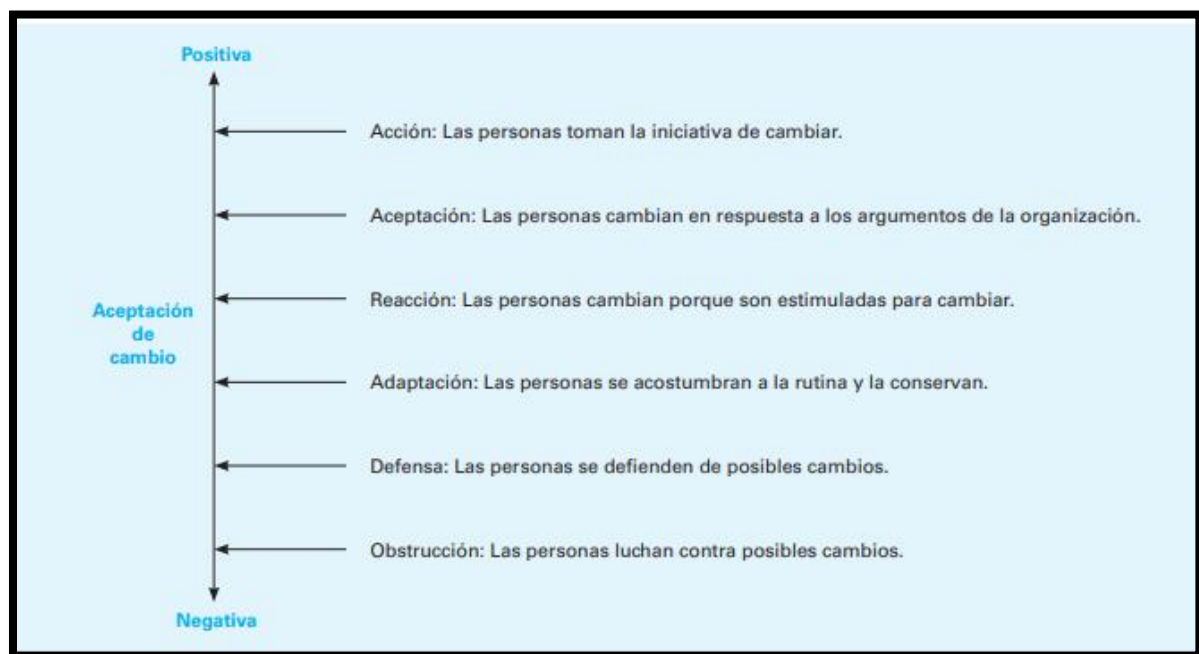 Positiva
Acción: Las personas toman la iniciativa de cambiar.
Aceptación: Las personas cambian en respuesta a los argumentos de la organización.
Reacción: Las personas cambian porque son estimuladas para cambiar.
Aceptación
de
cambio
Adaptación: Las personas se acostumbran a la rutina y la conservan.
Defensa: Las personas se defienden de posibles cambios.
Obstrucción: Las personas luchan contra posibles cambios.
Negativa